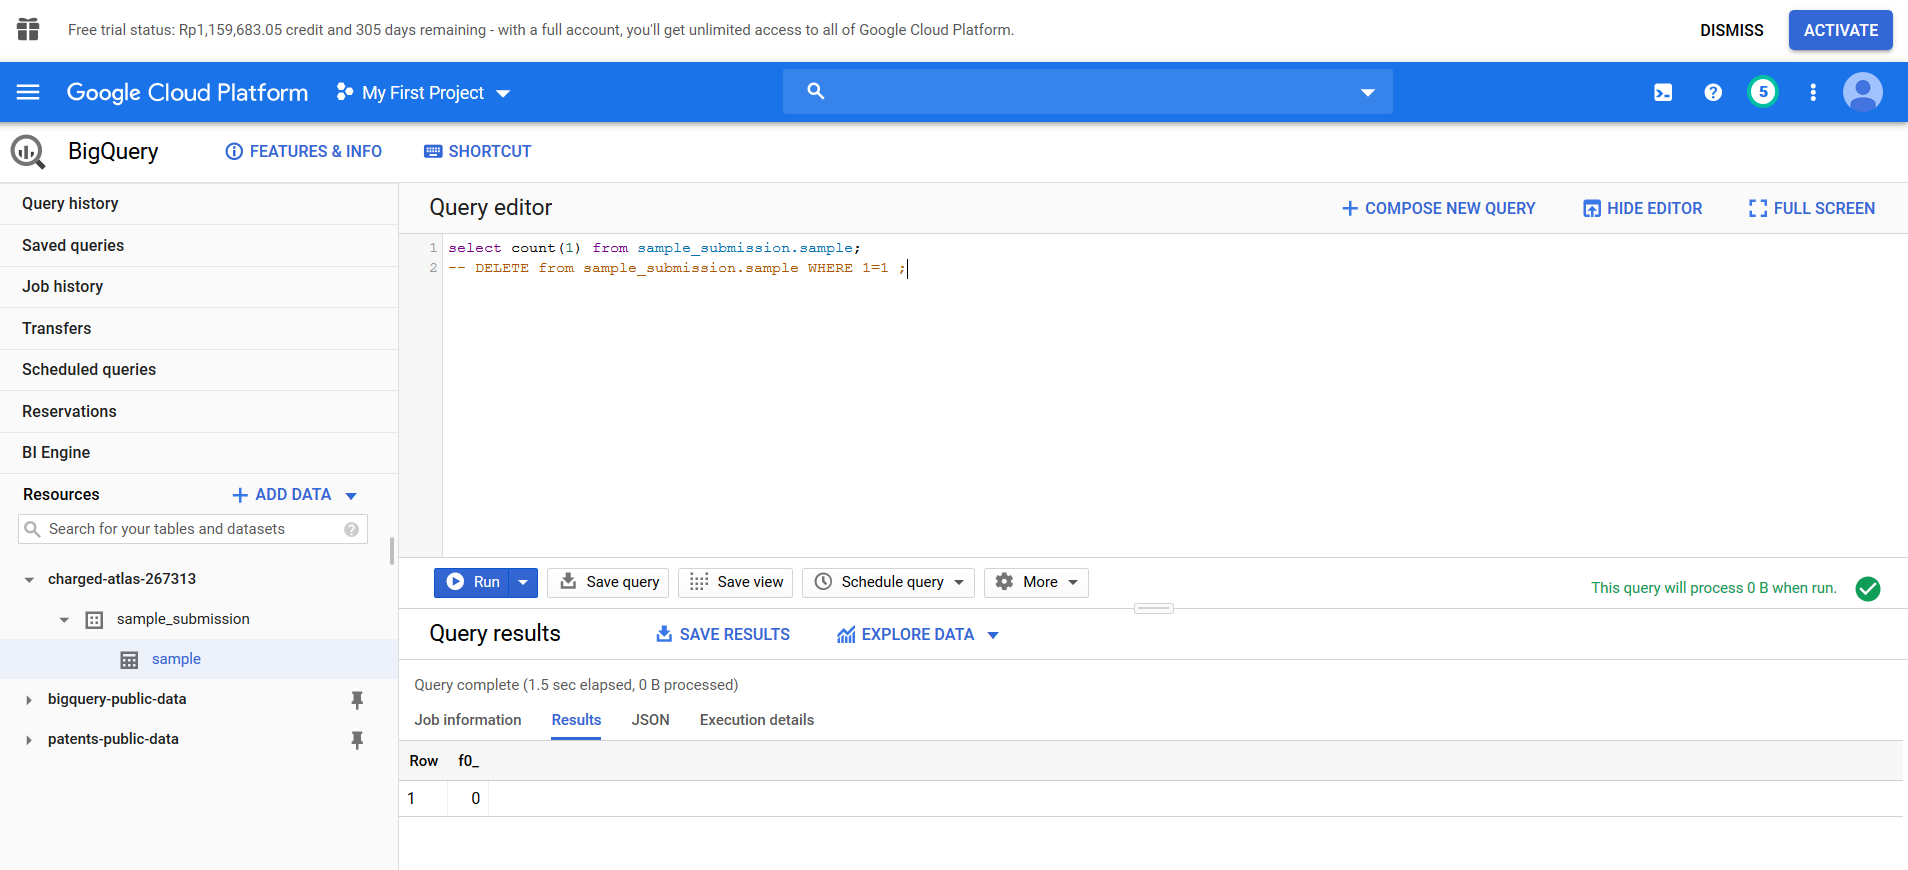 Free trial status: Rp1,159,683.05 credit and 305 days remaining - with a full account, you'll get unlimited access to all of Google Cloud Platform.
DISMISS
ACTIVATE
Google Cloud Platform
My First Project
5
BigQuery
FEATURES & INFO
SHORTCUT
Query history
Saved queries
Job history
Transfers
Scheduled queries
Reservations
BI Engine
Resources
ADD DATA
Search for your tables and datasets
charged-atlas-267313
sample_submission
sample
bigquery-public-data
patents-public-data
Query editor
COMPOSE NEW QUERY
HIDE EDITOR
FULL SCREEN
1 select count(1) from sample_submission.sample;
2 -- DELETE from sample_submission.sample WHERE 1=1 ;
Run
Save query
Save view
Schedule query
More
This query will process 0 B when run.
Query results
SAVE RESULTS
EXPLORE DATA
Query complete (1.5 sec elapsed, 0 B processed)
Job information
Results
JSON
Execution details
Row f0_
1 0